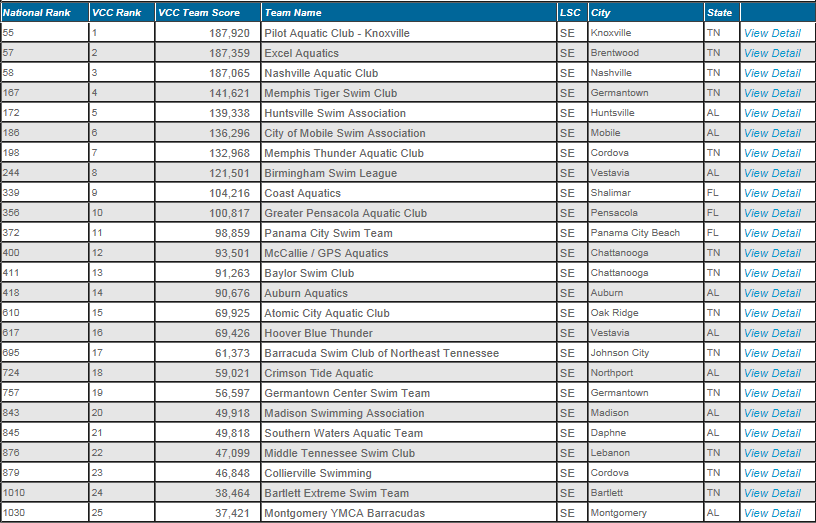 National Rank VCC Rank VCC Team Score Team Name LSC City State
55 1 187,920 Pilot Aquatic Club - Knoxville SE Knoxville TN View Detail
57 2 187,359 Excel Aquatics SE Brentwood TN View Detail
58 3 187,065 Nashville Aquatic Club SE Nashville TN View Detail
167 4 141,621 Memphis Tiger Swim Club SE Germantown TN View Detail
172 5 139,338 Huntsville Swim Association SE Huntsville AL View Detail
186 6 136,296 City of Mobile Swim Association SE Mobile AL View Detail
198 7 132,968 Memphis Thunder Aquatic Club SE Cordova TN View Detail
244 8 121,501 Birmingham Swim League SE Vestavia AL View Detail
339 9 104,216 Coast Aquatics SE Shalimar FL View Detail
356 10 100,817 Greater Pensacola Aquatic Club SE Pensacola FL View Detail
372 11 98,859 Panama City Swim Team SE Panama City Beach FL View Detail
400 12 93,501 McCallie / GPS Aquatics SE Chattanooga TN View Detail
411 13 91,263 Baylor Swim Club SE Chattanooga TN View Detail
418 14 90,676 Auburn Aquatics SE Auburn AL View Detail
610 15 69,925 Atomic City Aquatic Club SE Oak Ridge TN View Detail
617 16 69,426 Hoover Blue Thunder SE Vestavia AL View Detail
695 17 61,373 Barracuda Swim Club of Northeast Tennessee SE Johnson City TN View Detail
724 18 59,021 Crimson Tide Aquatic SE Northport AL View Detail
757 19 56,597 Germantown Center Swim Team SE Germantown TN View Detail
843 20 49,918 Madison Swimming Association SE Madison AL View Detail
845 21 49,818 Southern Waters Aquatic Team SE Daphne AL View Detail
876 22 47,099 Middle Tennessee Swim Club SE Lebanon TN View Detail
879 23 46,848 Collierville Swimming SE Cordova TN View Detail
1010 24 38,464 Bartlett Extreme Swim Team SE Bartlett TN View Detail
1030 25 37,421 Montgomery YMCA Barracudas SE Montgomery AL View Detail